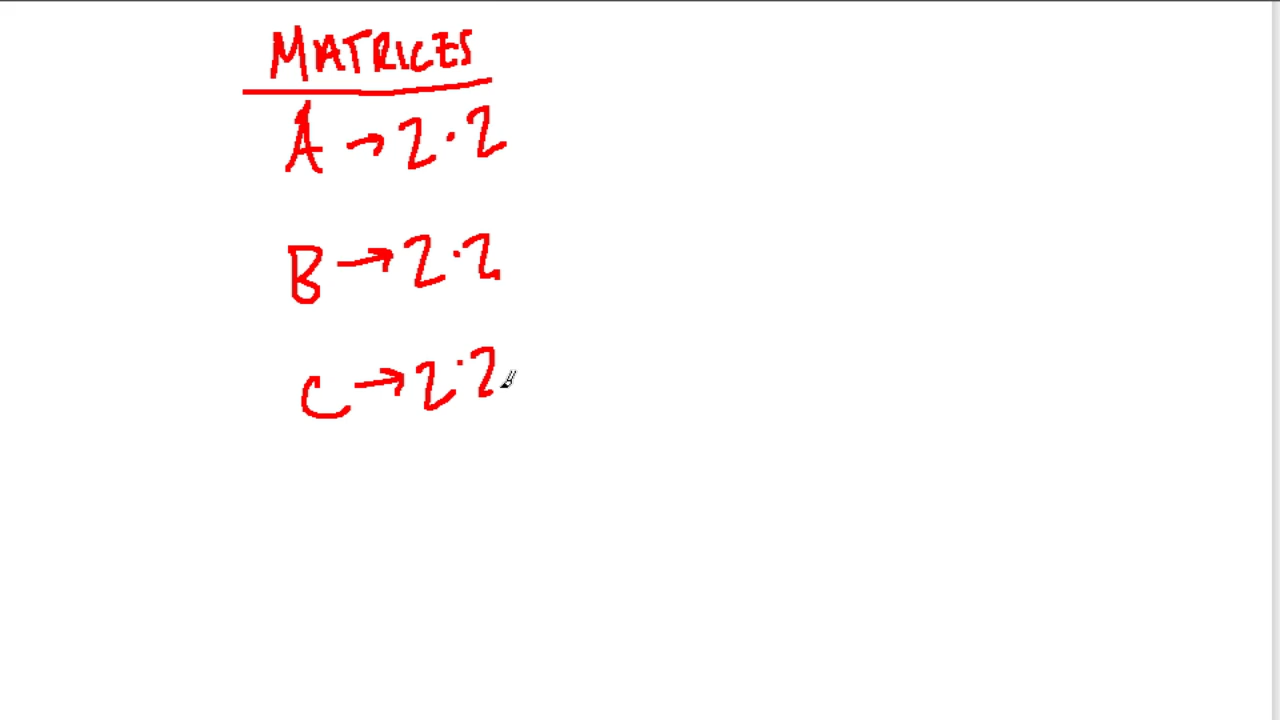 MATRICES
A → 2·2
B → 2·2
C → 2·2